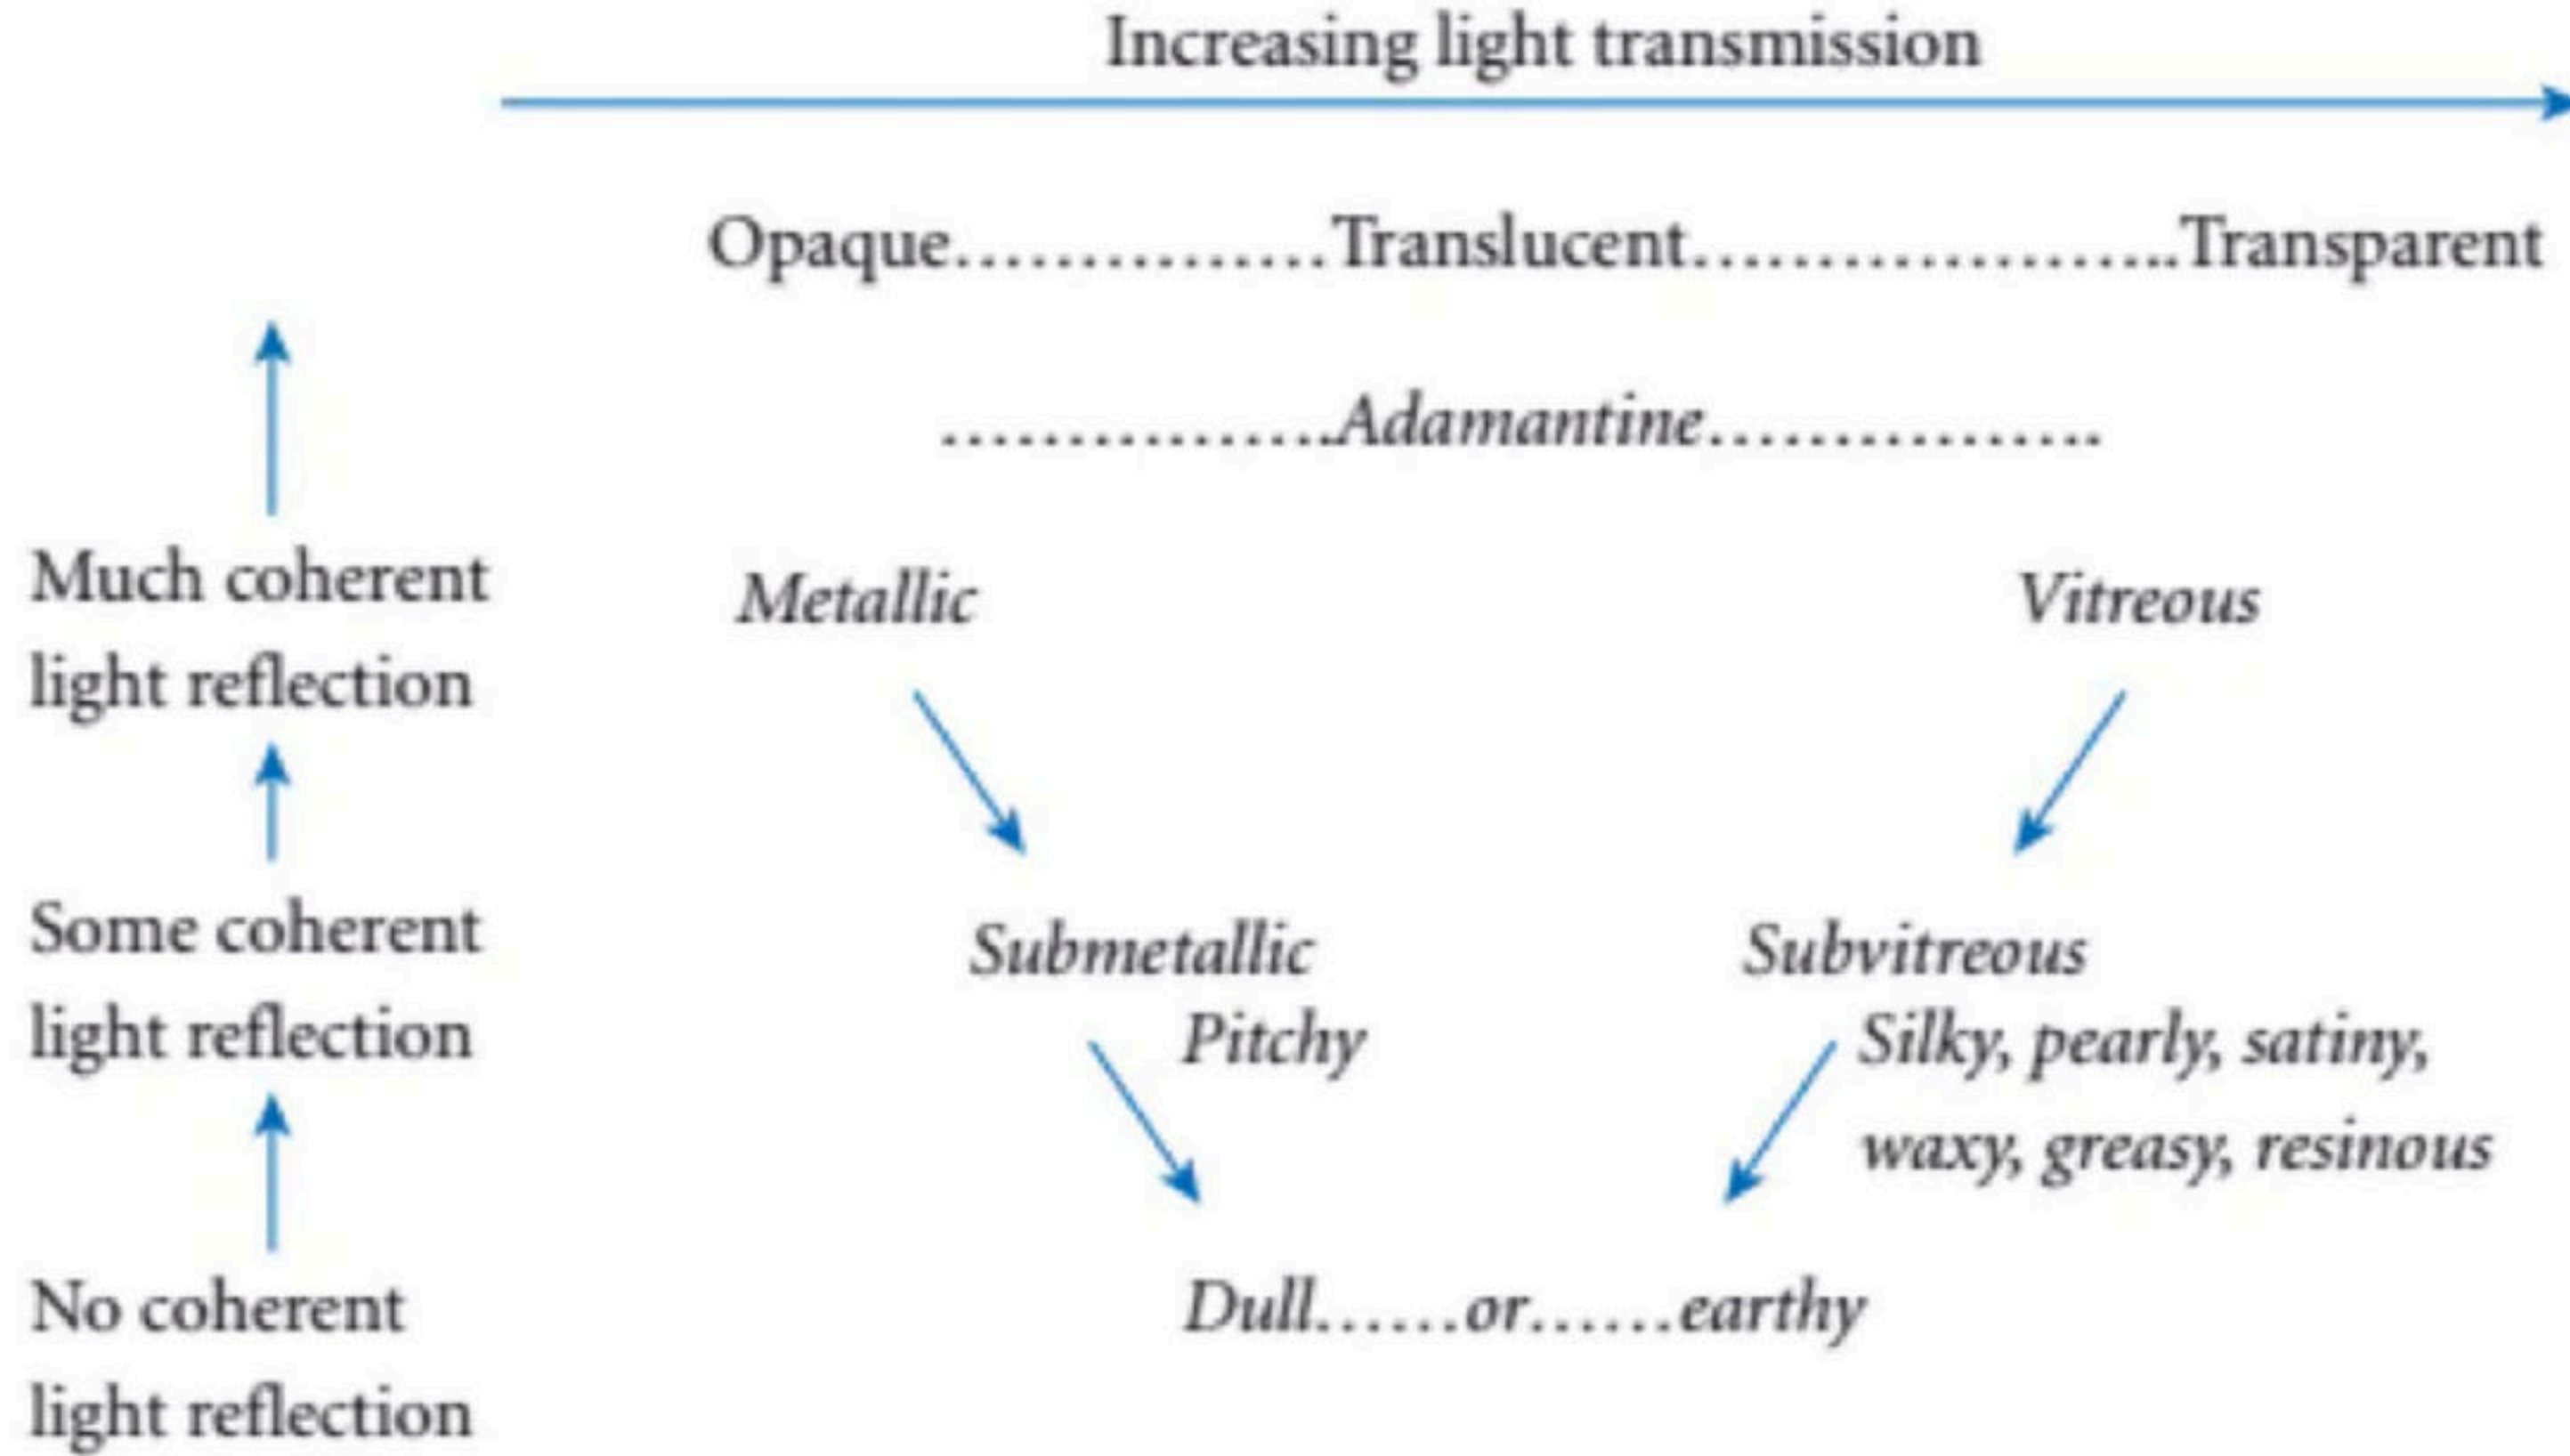 Increasing light transmission
Opaque...............Translucent....................Transparent
................Adamantine................
Much coherent
light reflection
Metallic
Vitreous
Some coherent
light reflection
Submetallic
Pitchy
Subvitreous
Silky, pearly, satiny,
waxy, greasy, resinous
No coherent
light reflection
Dull......or......earthy